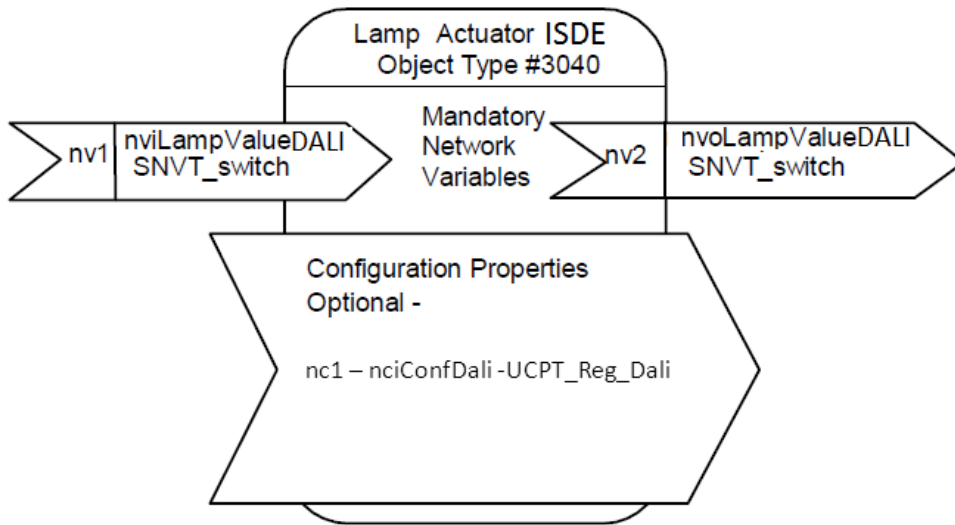 Lamp Actuator ISDE
Object Type #3040
Mandatory
Network
Variables
nv1
nviLampValueDALI
SNVT_switch
nv2
nvoLampValueDALI
SNVT_switch
Configuration Properties
Optional -
nc1 – nciConfDali -UCPT_Reg_Dali